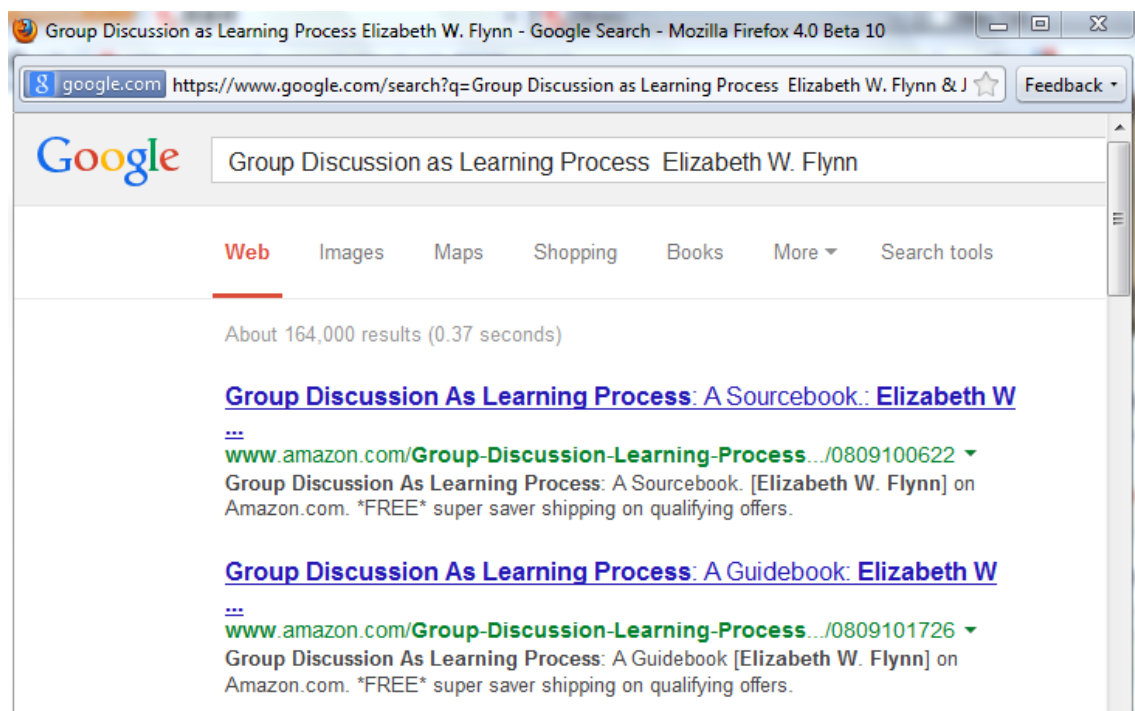 Group Discussion as Learning Process Elizabeth W. Flynn - Google Search - Mozilla Firefox 4.0 Beta 10
google.com https://www.google.com/search?q=Group Discussion as Learning Process  Elizabeth W. Flynn & J Feedback
Google Group Discussion as Learning Process  Elizabeth W. Flynn
Web Images Maps Shopping Books More Search tools
About 164,000 results (0.37 seconds)
Group Discussion As Learning Process: A Sourcebook.: Elizabeth W
...
www.amazon.com/Group-Discussion-Learning-Process.../0809100622
Group Discussion As Learning Process: A Sourcebook. [Elizabeth W. Flynn] on
Amazon.com. *FREE* super saver shipping on qualifying offers.
Group Discussion As Learning Process: A Guidebook: Elizabeth W
...
www.amazon.com/Group-Discussion-Learning-Process.../0809101726
Group Discussion As Learning Process: A Guidebook [Elizabeth W. Flynn] on
Amazon.com. *FREE* super saver shipping on qualifying offers.